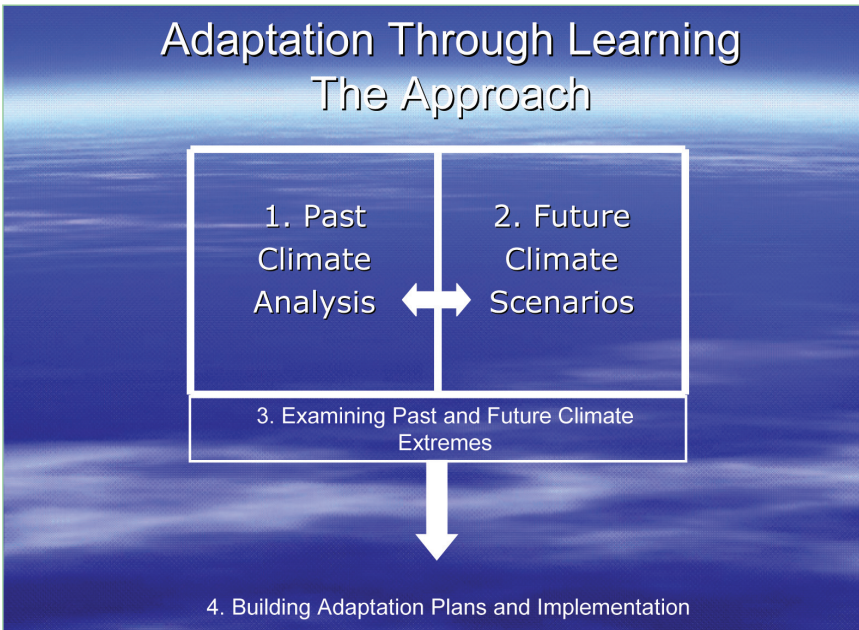 Adaptation Through Learning
The Approach
1. Past
Climate
Analysis
2. Future
Climate
Scenarios
3. Examining Past and Future Climate
Extremes
4. Building Adaptation Plans and Implementation